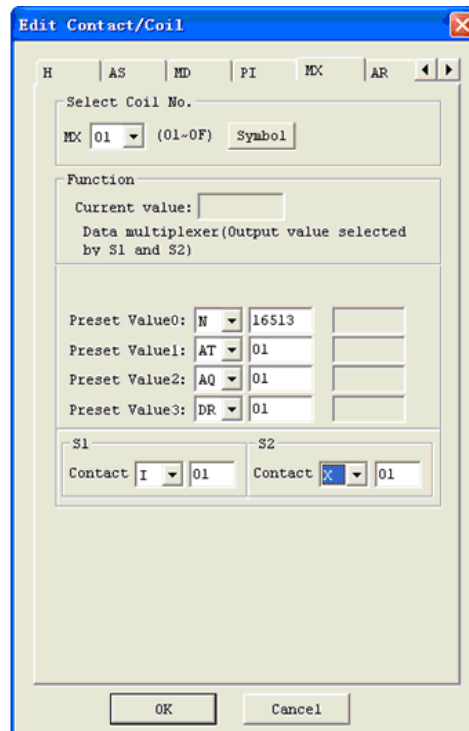 Edit Contact/Coil
H AS MD PI MX AR
Select Coil No.
MX 01 (01~0F) Symbol
Function
Current value:
Data multiplexer(Output value selected
by S1 and S2)
Preset Value0: N 16513
Preset Value1: AT 01
Preset Value2: AQ 01
Preset Value3: DR 01
S1 S2
Contact I 01 Contact X 01
OK Cancel